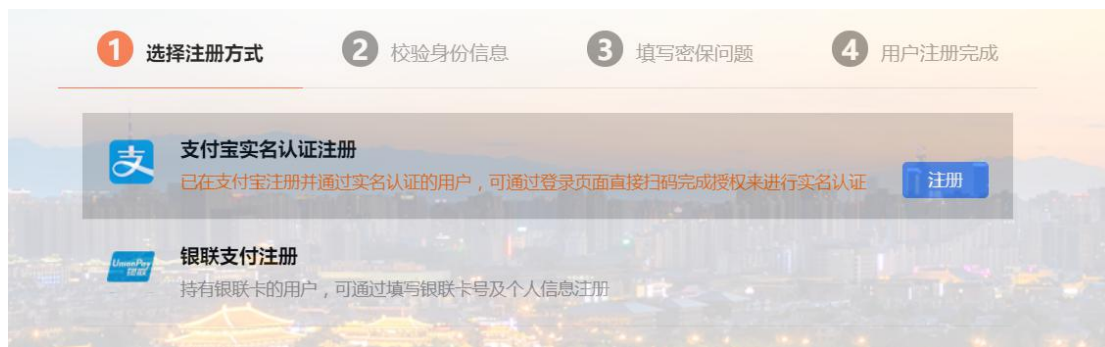 1 选择注册方式 2 校验身份信息 3 填写密保问题 4 用户注册完成
支 支付宝实名认证注册
已在支付宝注册并通过实名认证的用户，可通过登录页面直接扫码完成授权来进行实名认证 注册
UnionPay 银联 银联支付注册
持有银联卡的用户，可通过填写银联卡号及个人信息注册